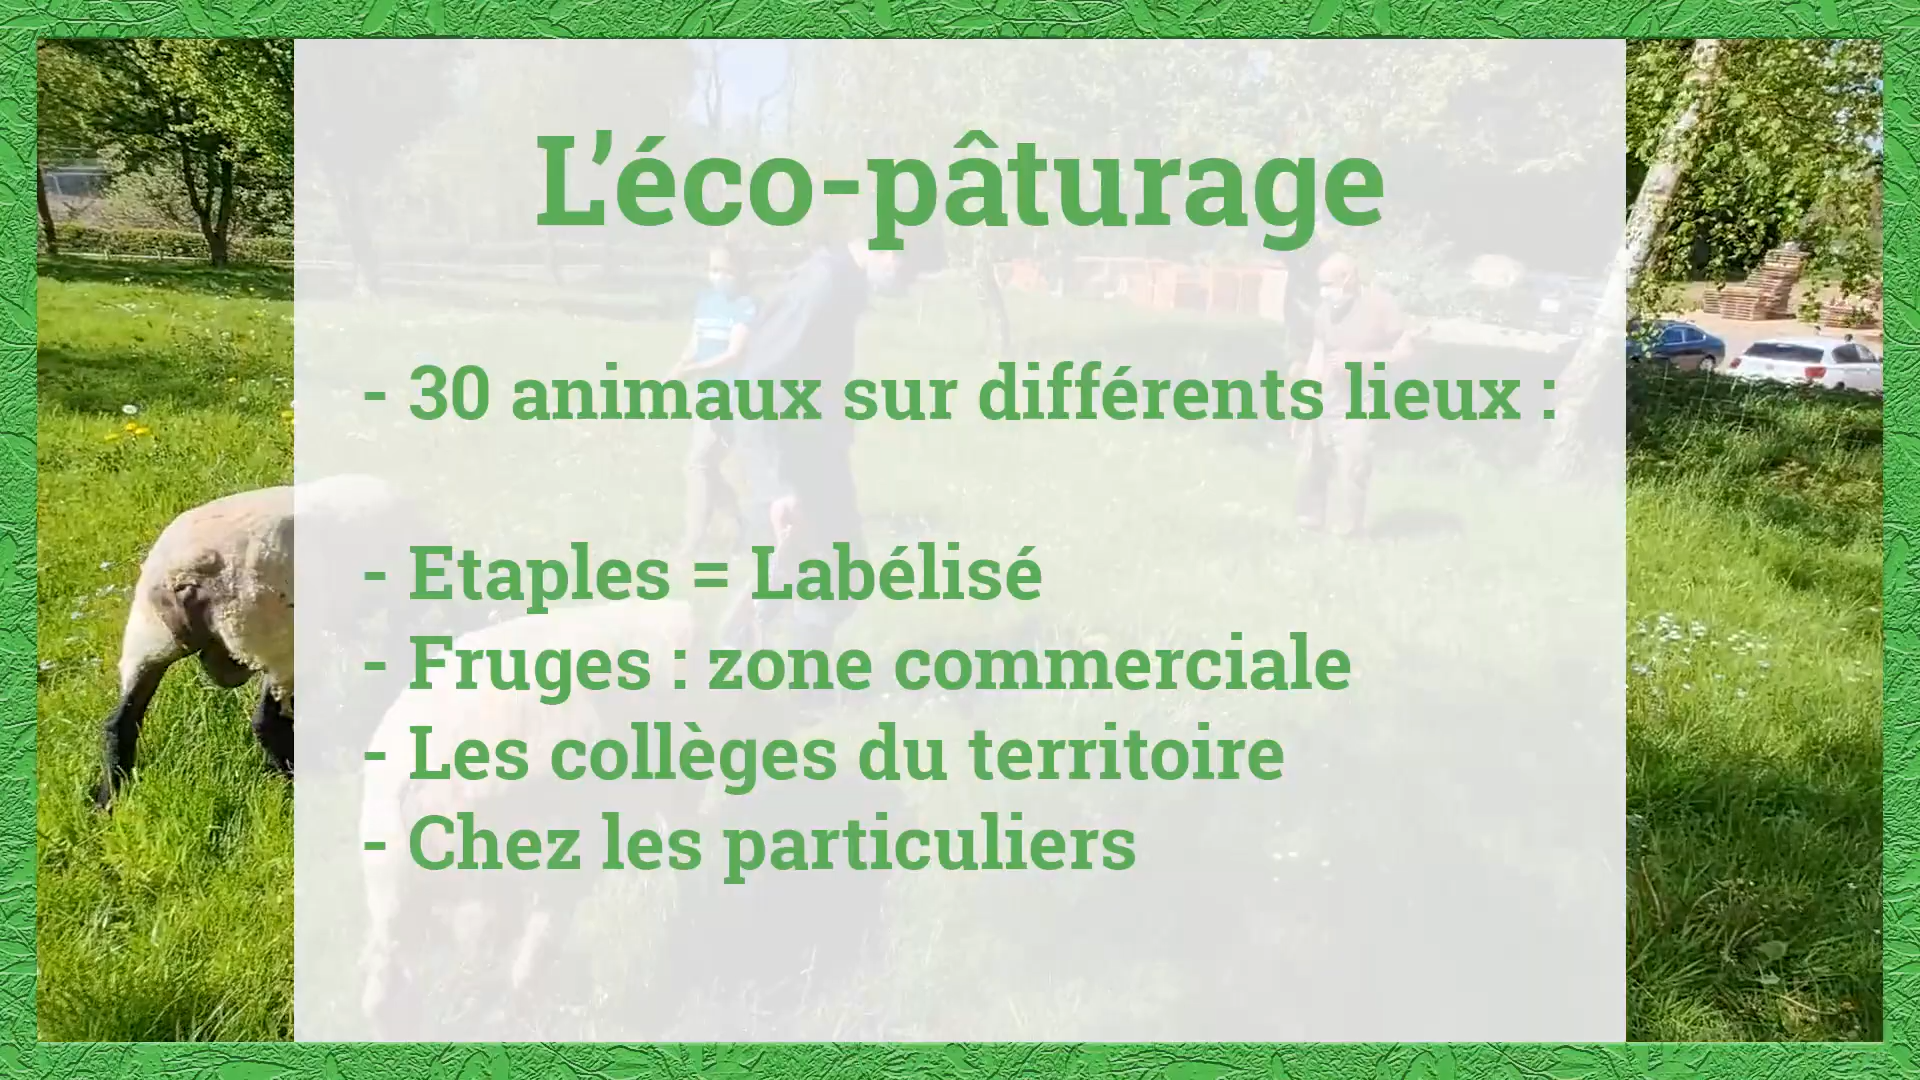 L’éco-pâturage
- 30 animaux sur différents lieux :
- Etaples = Labélisé
- Fruges : zone commerciale
- Les collèges du territoire
- Chez les particuliers